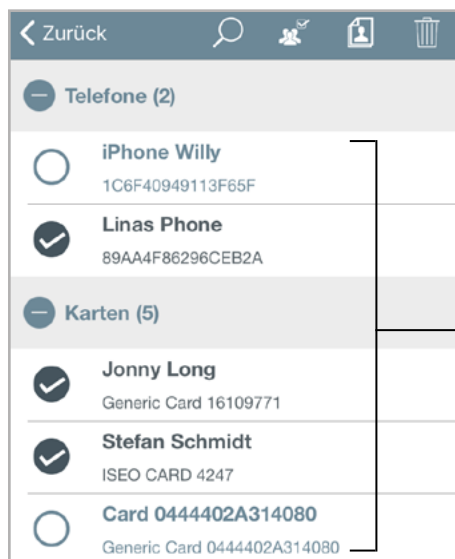 Zurück
Telefone (2)
iPhone Willy
1C6F40949113F65F
Linas Phone
89AA4F86296CEB2A
Karten (5)
Jonny Long
Generic Card 16109771
Stefan Schmidt
ISEO CARD 4247
Card 0444402A314080
Generic Card 0444402A314080